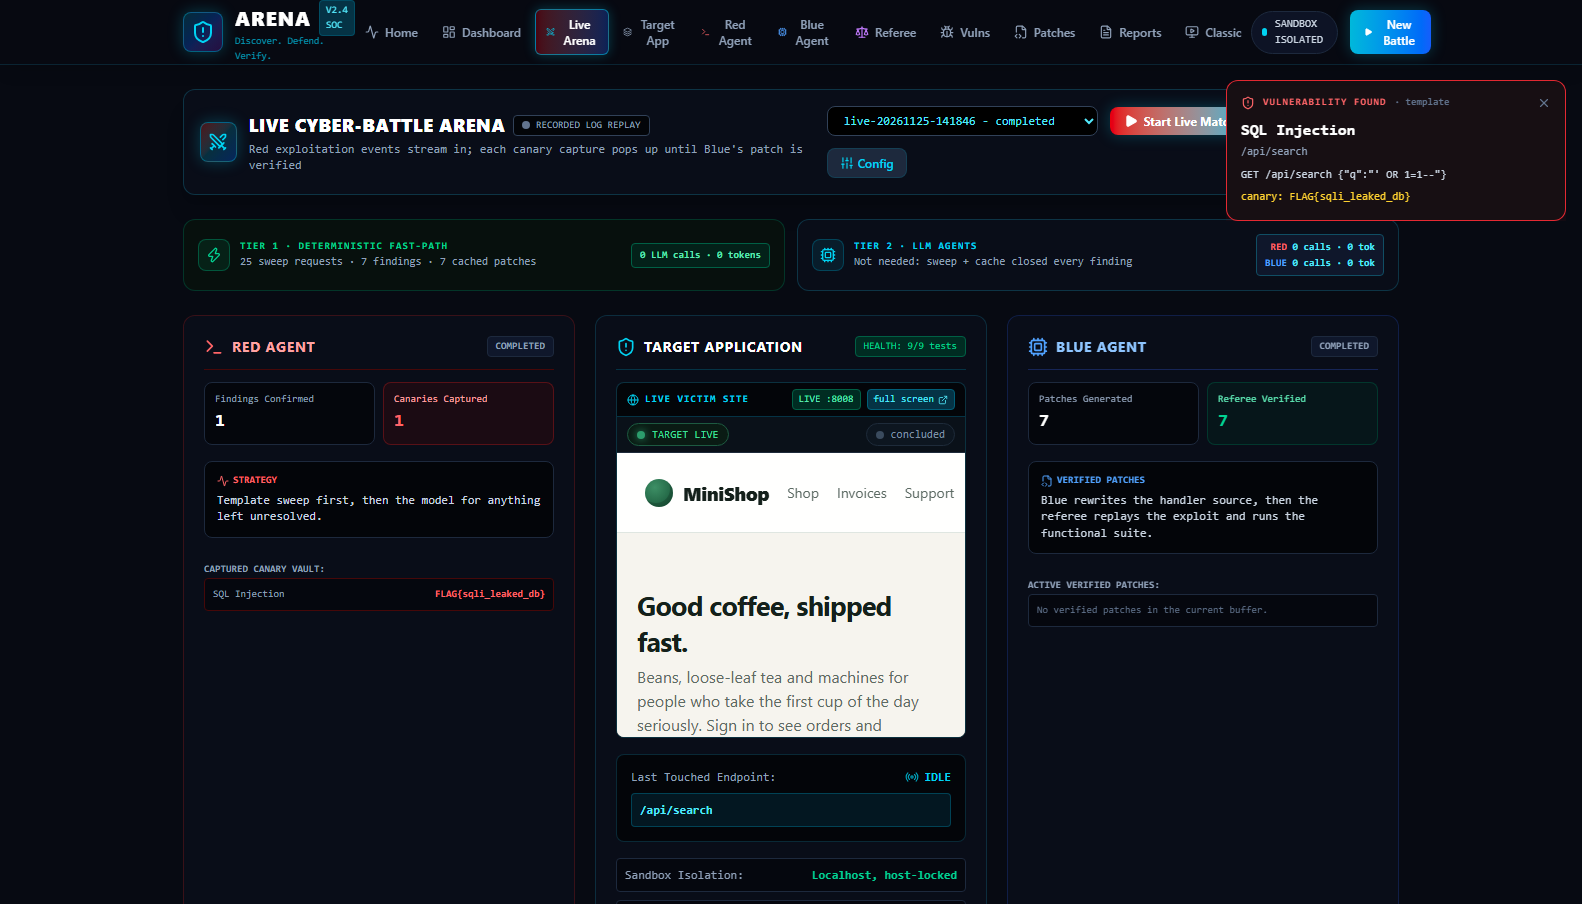 ARENA
V2.4 SOC
Discover. Defend. Verify.
Home
Dashboard
Live Arena
Target App
Red Agent
Blue Agent
Referee
Vulns
Patches
Reports
Classic
SANDBOX ISOLATED
New Battle
LIVE CYBER-BATTLE ARENA
RECORDED LOG REPLAY
Red exploitation events stream in; each canary capture pops up until Blue's patch is
verified
live-20261125-141846 - completed
Start Live Matc
Config
VULNERABILITY FOUND · template
SQL Injection
/api/search
GET /api/search {"q":"' OR 1=1--"}
canary: FLAG{sqli_leaked_db}
TIER 1 · DETERMINISTIC FAST-PATH
25 sweep requests · 7 findings · 7 cached patches
0 LLM calls · 0 tokens
TIER 2 · LLM AGENTS
Not needed: sweep + cache closed every finding
RED 0 calls · 0 tok
BLUE 0 calls · 0 tok
RED AGENT
COMPLETED
Findings Confirmed
1
Canaries Captured
1
STRATEGY
Template sweep first, then the model for anything
left unresolved.
CAPTURED CANARY VAULT:
SQL Injection
FLAG{sqli_leaked_db}
TARGET APPLICATION
HEALTH: 9/9 tests
LIVE VICTIM SITE
LIVE :8008
full screen
TARGET LIVE
concluded
MiniShop
Shop
Invoices
Support
Good coffee, shipped
fast.
Beans, loose-leaf tea and machines for
people who take the first cup of the day
seriously. Sign in to see orders and
Last Touched Endpoint:
IDLE
/api/search
Sandbox Isolation:
Localhost, host-locked
BLUE AGENT
COMPLETED
Patches Generated
7
Referee Verified
7
VERIFIED PATCHES
Blue rewrites the handler source, then the
referee replays the exploit and runs the
functional suite.
ACTIVE VERIFIED PATCHES:
No verified patches in the current buffer.